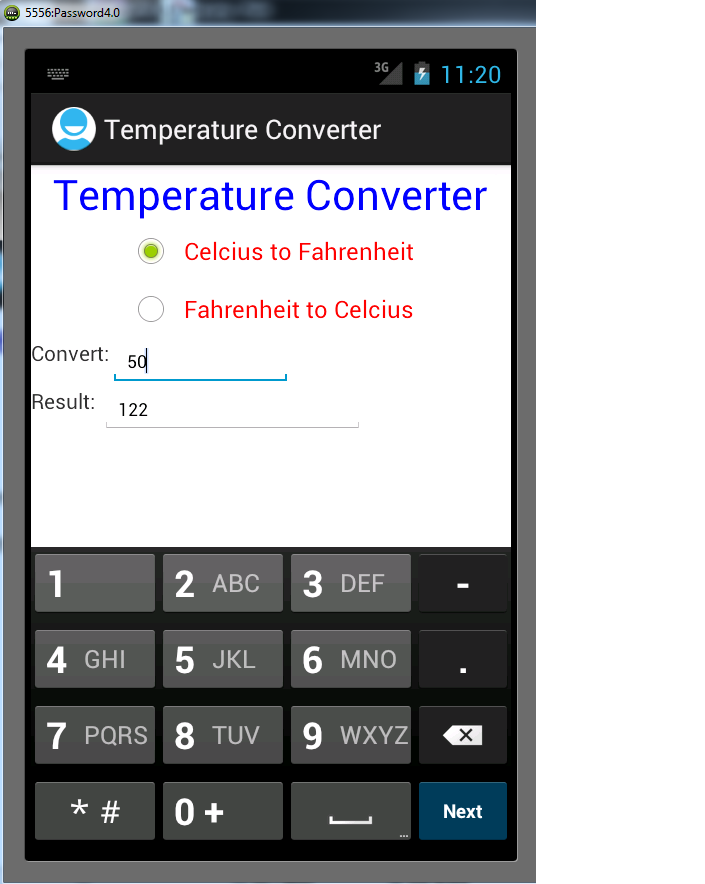 5556:Password4.0
3G 11:20
Temperature Converter
Temperature Converter
Celcius to Fahrenheit
Fahrenheit to Celcius
Convert: 50
Result: 122
1 2 ABC 3 DEF -
4 GHI 5 JKL 6 MNO .
7 PQRS 8 TUV 9 WXYZ
* # 0 + ... Next